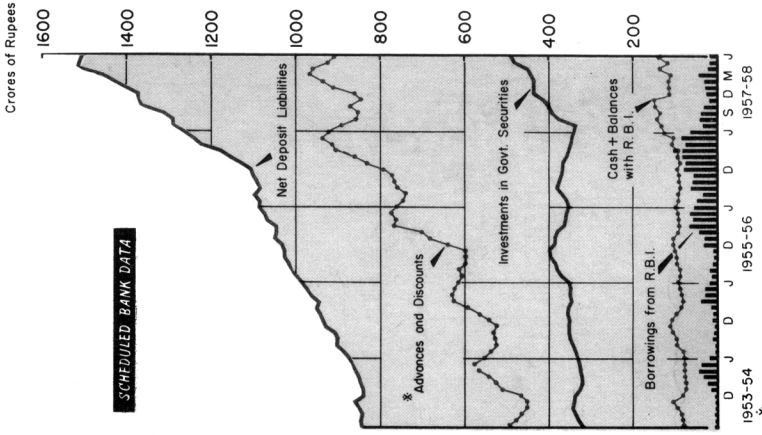 Crores of Rupees
1600
1400
1200
1000
800
600
400
200
SCHEDULED BANK DATA
Net Deposit Liabilities
* Advances and Discounts
Investments in Govt. Securities
Cash + Balances
with R.B.I.
Borrowings from R.B.I.
D J D J D J D J S D M J
1953-54 1955-56 1957-58
*